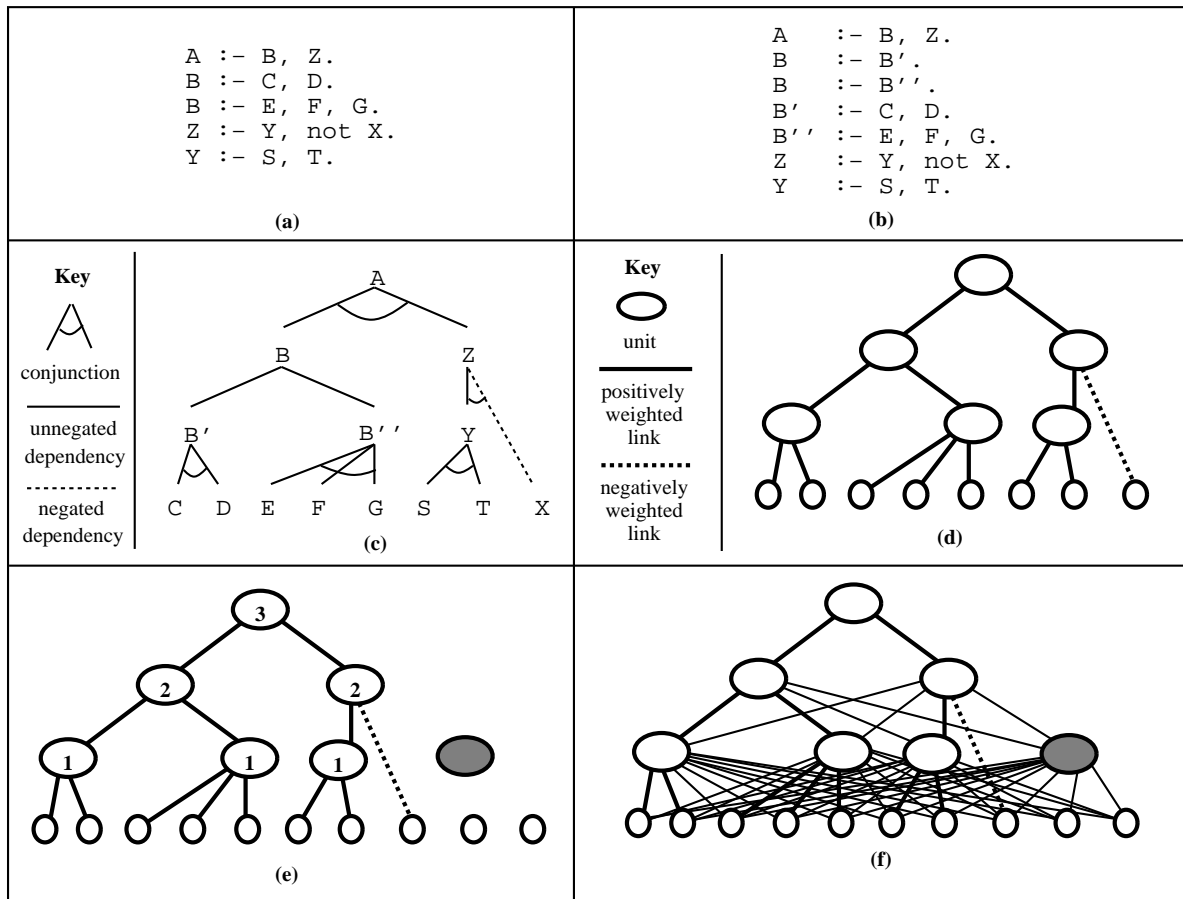 A :- B, Z.
B :- C, D.
B :- E, F, G.
Z :- Y, not X.
Y :- S, T.
(a)
A :- B, Z.
B :- B'.
B :- B''.
B' :- C, D.
B'' :- E, F, G.
Z :- Y, not X.
Y :- S, T.
(b)
Key
conjunction
unnegated
dependency
negated
dependency
A
B Z
B' B'' Y
C D E F G S T X
(c)
Key
unit
positively
weighted
link
negatively
weighted
link
(d)
3
2 2
1 1 1
(e)
(f)